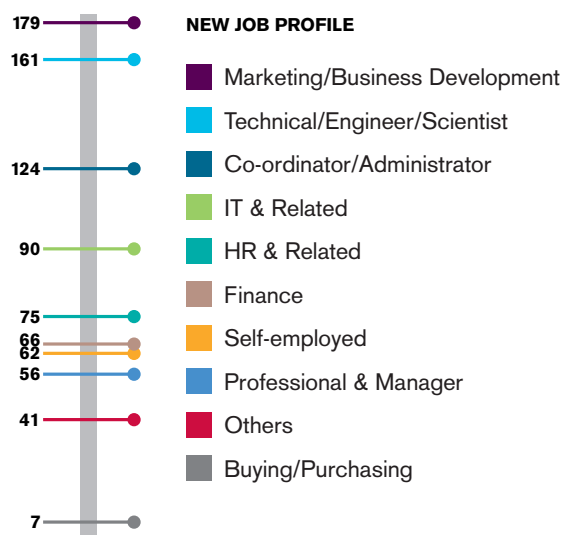 179
161
124
90
75
66
62
56
41
7
NEW JOB PROFILE
Marketing/Business Development
Technical/Engineer/Scientist
Co-ordinator/Administrator
IT & Related
HR & Related
Finance
Self-employed
Professional & Manager
Others
Buying/Purchasing